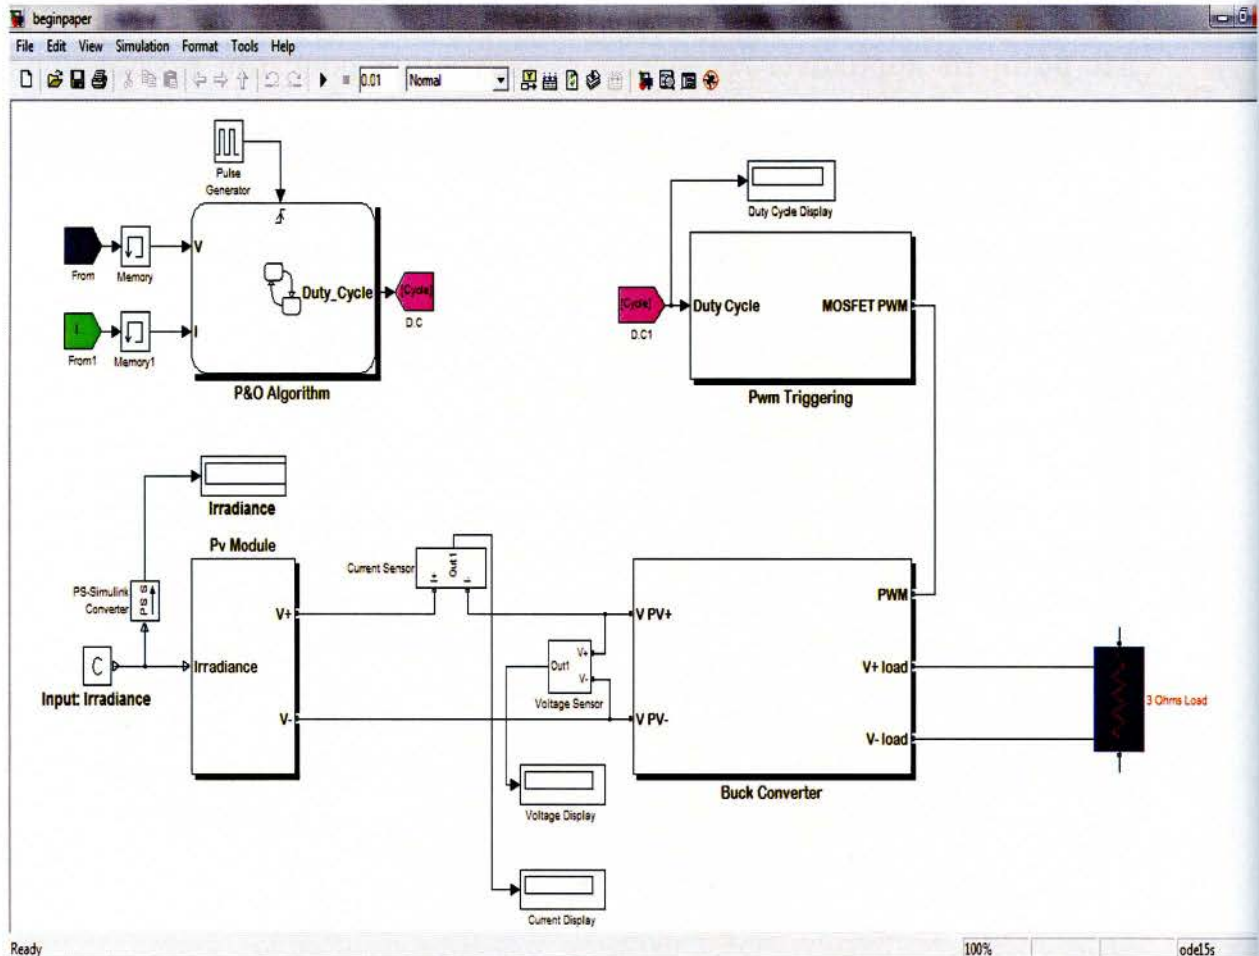 beginpaper
File Edit View Simulation Format Tools Help
0.01 Normal
Pulse
Generator
Duty Cycle Display
From
Memory
V
Duty_Cycle
[Cycle]
D.C
[Cycle]
D.C1
Duty Cycle
MOSFET PWM
I
From1
Memory1
P&O Algorithm
Pwm Triggering
Irradiance
Pv Module
Current Sensor
Out1
I+
I-
PS-Simulink
Converter
PS S
V+
V PV+
PWM
C
Irradiance
Input: Irradiance
Out1
V+
V-
Voltage Sensor
V+ load
3 Ohms Load
V-
V PV-
V- load
Buck Converter
Voltage Display
Current Display
Ready
100%
ode15s